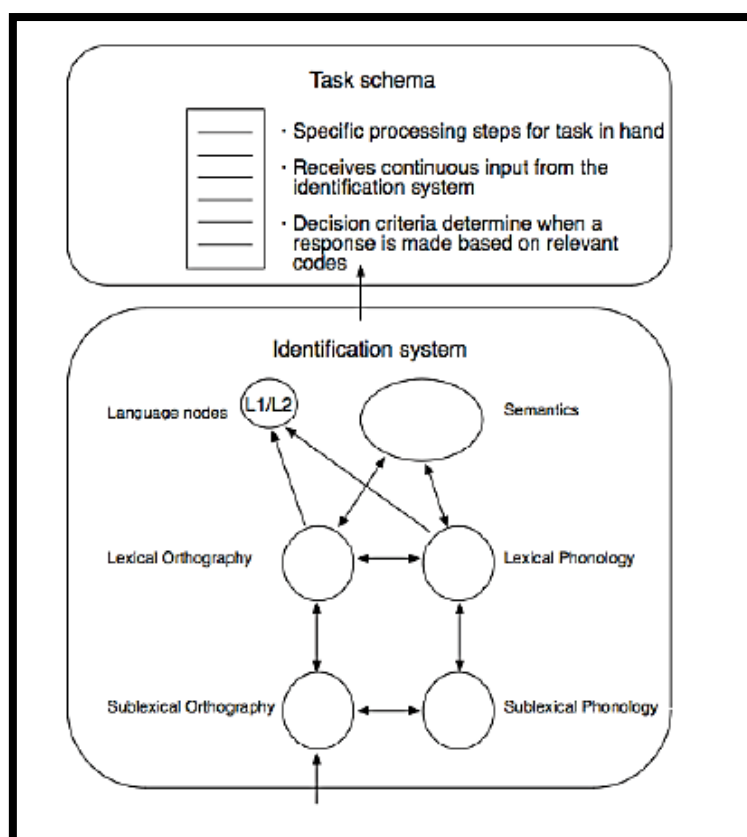 Task schema
· Specific processing steps for task in hand
· Receives continuous input from the
identification system
· Decision criteria determine when a
response is made based on relevant
codes
Identification system
Language nodes
L1/L2
Semantics
Lexical Orthography
Lexical Phonology
Sublexical Orthography
Sublexical Phonology